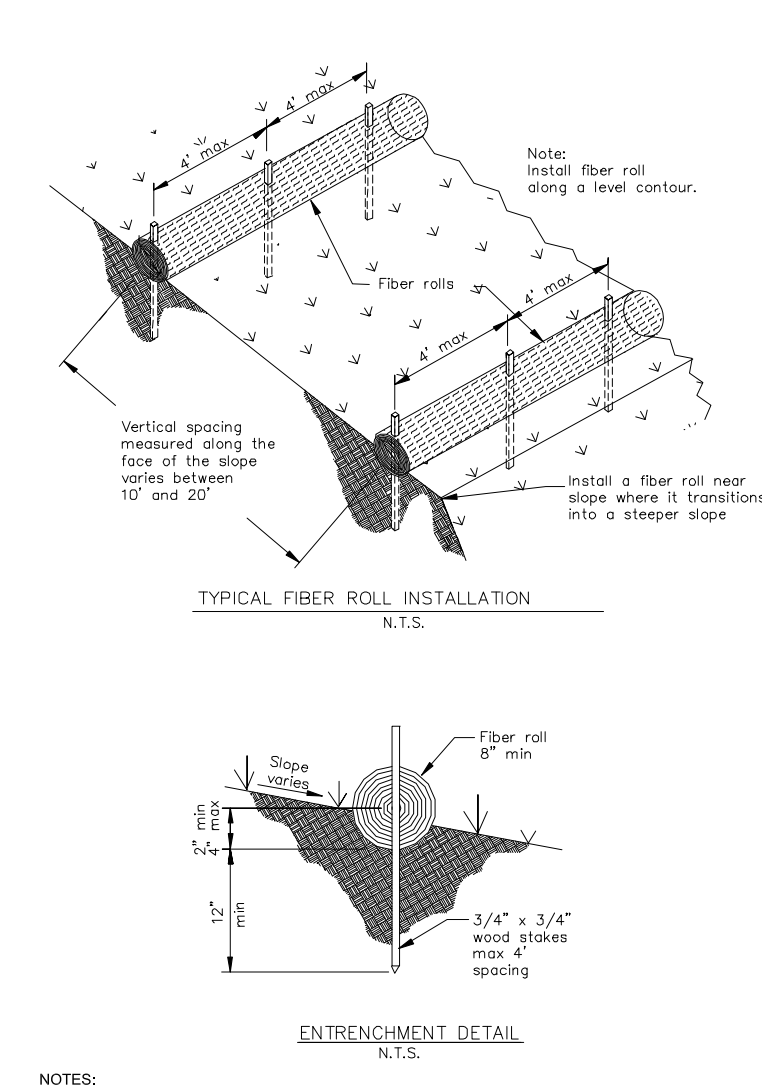 4' max
4' max
Note:
Install fiber roll
along a level contour.
Fiber rolls
4' max
4' max
Vertical spacing
measured along the
face of the slope
varies between
10' and 20'
Install a fiber roll near
slope where it transitions
into a steeper slope
TYPICAL FIBER ROLL INSTALLATION
N.T.S.
Fiber roll
8" min
Slope
varies
2" min
4" max
12"
min
3/4" x 3/4"
wood stakes
max 4'
spacing
ENTRENCHMENT DETAIL
N.T.S.
NOTES: